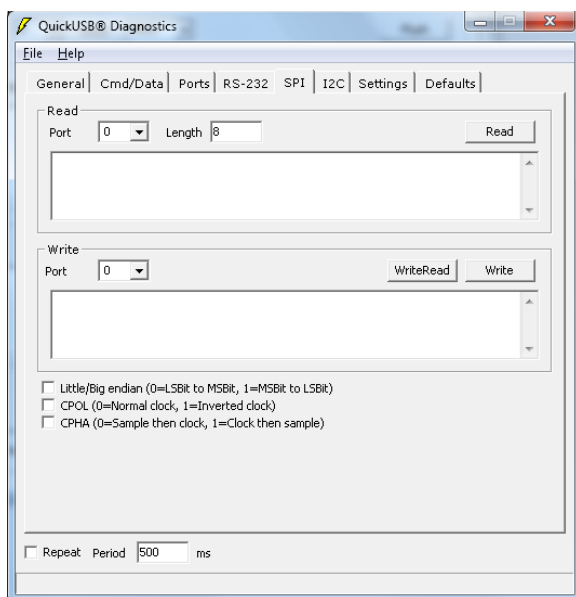 QuickUSB® Diagnostics
File Help
General Cmd/Data Ports RS-232 SPI I2C Settings Defaults
Read
Port 0 Length 8 Read
Write
Port 0 WriteRead Write
Little/Big endian (0=LSBit to MSBit, 1=MSBit to LSBit)
CPOL (0=Normal clock, 1=Inverted clock)
CPHA (0=Sample then clock, 1=Clock then sample)
Repeat Period 500 ms